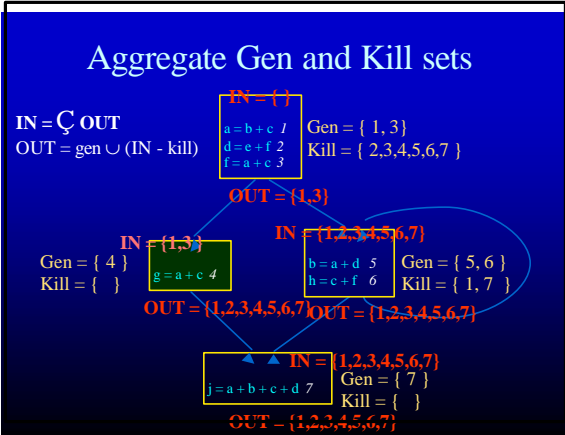 Aggregate Gen and Kill sets
IN = { }
IN = Ç OUT
OUT = gen ∪ (IN - kill)
a = b + c 1
d = e + f 2
f = a + c 3
Gen = { 1, 3}
Kill = { 2,3,4,5,6,7 }
OUT = {1,3}
IN = {1,3}
Gen = { 4 }
Kill = { }
g = a + c 4
OUT = {1,2,3,4,5,6,7}
IN = {1,2,3,4,5,6,7}
b = a + d 5
h = c + f 6
Gen = { 5, 6 }
Kill = { 1, 7 }
OUT = {1,2,3,4,5,6,7}
IN = {1,2,3,4,5,6,7}
j = a + b + c + d 7
Gen = { 7 }
Kill = { }
OUT = {1,2,3,4,5,6,7}